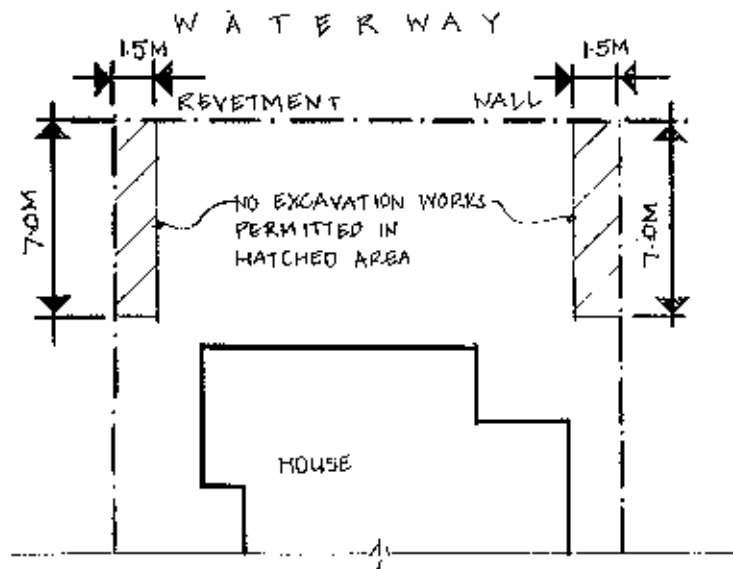 WATERWAY
1.5M 1.5M
REVETMENT WALL
7.0M
NO EXCAVATION WORKS
PERMITTED IN
HATCHED AREA
7.0M
HOUSE